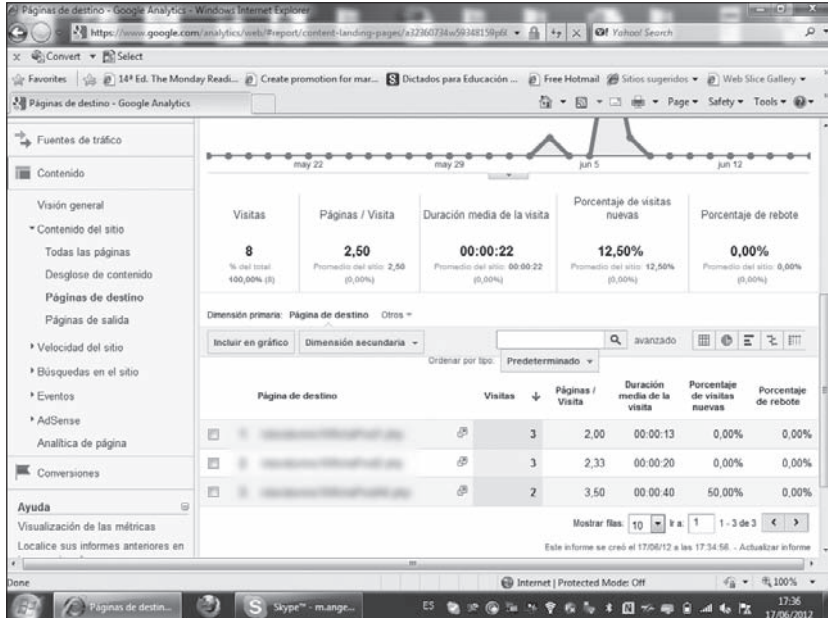 Páginas de destino - Google Analytics - Windows Internet Explorer
https://www.google.com/analytics/web/#report/content-landing-pages/a32360734w59348159p6
Yahoo! Search
x Convert Select
Favorites 14ª Ed. The Monday Readi... Create promotion for mar... Dictados para Educación ... Free Hotmail Sitios sugeridos Web Slice Gallery
Páginas de destino - Google Analytics Page Safety Tools
Fuentes de tráfico
Contenido
Visión general
Contenido del sitio
Todas las páginas
Desglose de contenido
Páginas de destino
Páginas de salida
Velocidad del sitio
Búsquedas en el sitio
Eventos
AdSense
Analítica de página
Conversiones
Ayuda
Visualización de las métricas
Localice sus informes anteriores en
may 22 may 29 jun 5 jun 12
Visitas
8
% del total:
100,00% (8)
Páginas / Visita
2,50
Promedio del sitio: 2,50
(0,00%)
Duración media de la visita
00:00:22
Promedio del sitio: 00:00:22
(0,00%)
Porcentaje de visitas
nuevas
12,50%
Promedio del sitio: 12,50%
(0,00%)
Porcentaje de rebote
0,00%
Promedio del sitio: 0,00%
(0,00%)
Dimensión primaria: Página de destino Otros
Incluir en gráfico Dimensión secundaria avanzado
Ordenar por tipo: Predeterminado
Página de destino Visitas Páginas / Visita Duración media de la visita Porcentaje de visitas nuevas Porcentaje de rebote
3 2,00 00:00:13 0,00% 0,00%
3 2,33 00:00:20 0,00% 0,00%
2 3,50 00:00:40 50,00% 0,00%
Mostrar filas: 10 Ir a: 1 1 - 3 de 3
Este informe se creó el 17/06/12 a las 17:34:56. - Actualizar informe
Done Internet | Protected Mode: Off 100%
Páginas de destin... Skype™ - m.ange... ES 17:36
17/06/2012